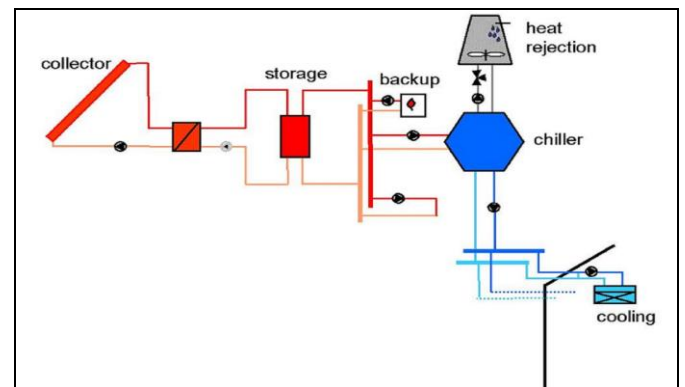 heat
rejection
collector
storage
backup
chiller
cooling